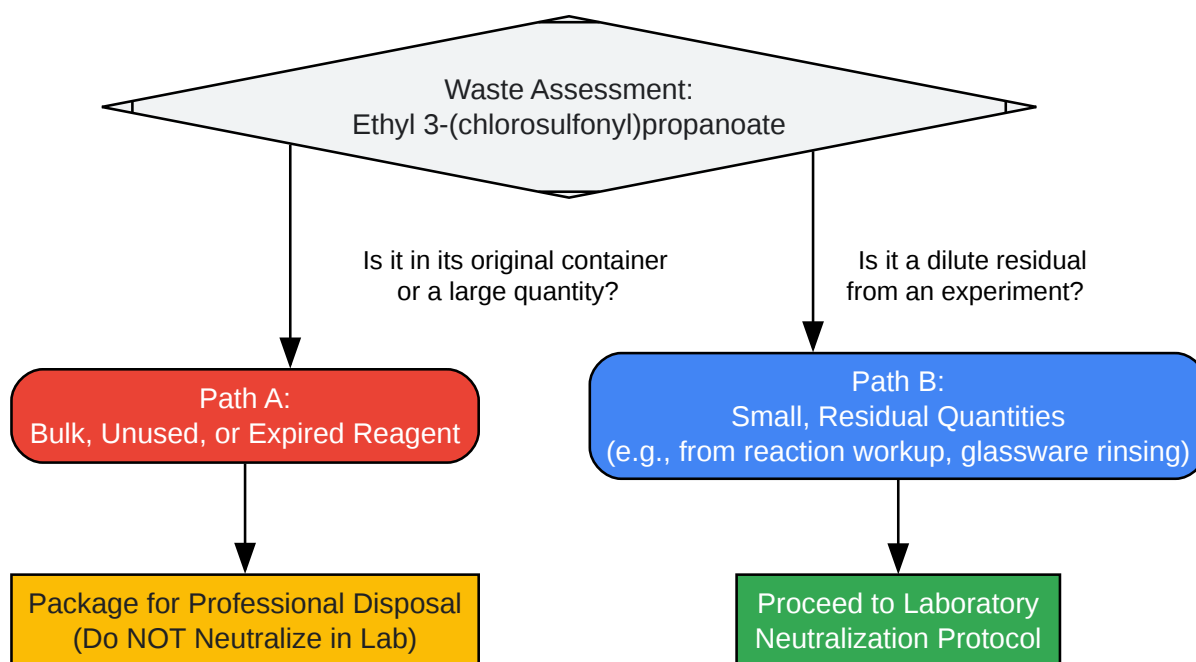 Waste Assessment:
Ethyl 3-(chlorosulfonyl)propanoate
Is it in its original container
or a large quantity?
Is it a dilute residual
from an experiment?
Path A:
Bulk, Unused, or Expired Reagent
Path B:
Small, Residual Quantities
(e.g., from reaction workup, glassware rinsing)
Package for Professional Disposal
(Do NOT Neutralize in Lab)
Proceed to Laboratory
Neutralization Protocol